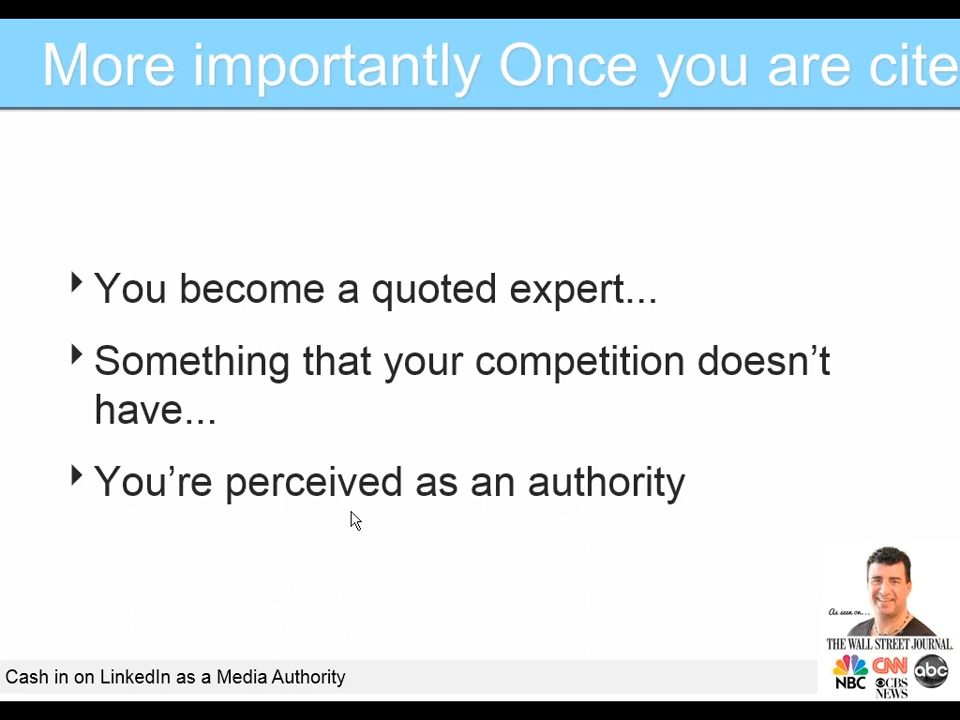 More importantly Once you are cite
You become a quoted expert...
Something that your competition doesn't
have...
You're perceived as an authority
As seen on...
THE WALL STREET JOURNAL.
NBC
CNN
CBS
NEWS
abc
Cash in on LinkedIn as a Media Authority